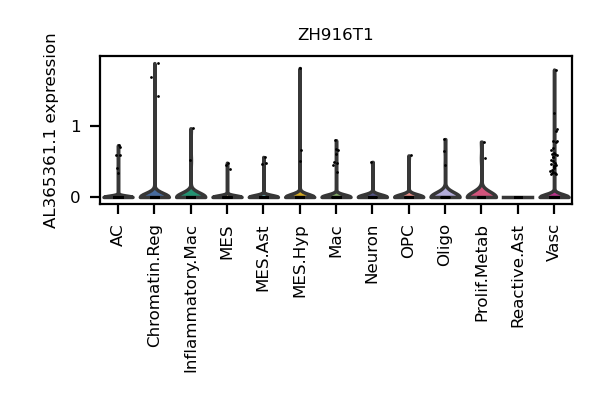 ZH916T1
AL365361.1 expression
1
0
AC
Chromatin.Reg
Inflammatory.Mac
MES
MES.Ast
MES.Hyp
Mac
Neuron
OPC
Oligo
Prolif.Metab
Reactive.Ast
Vasc